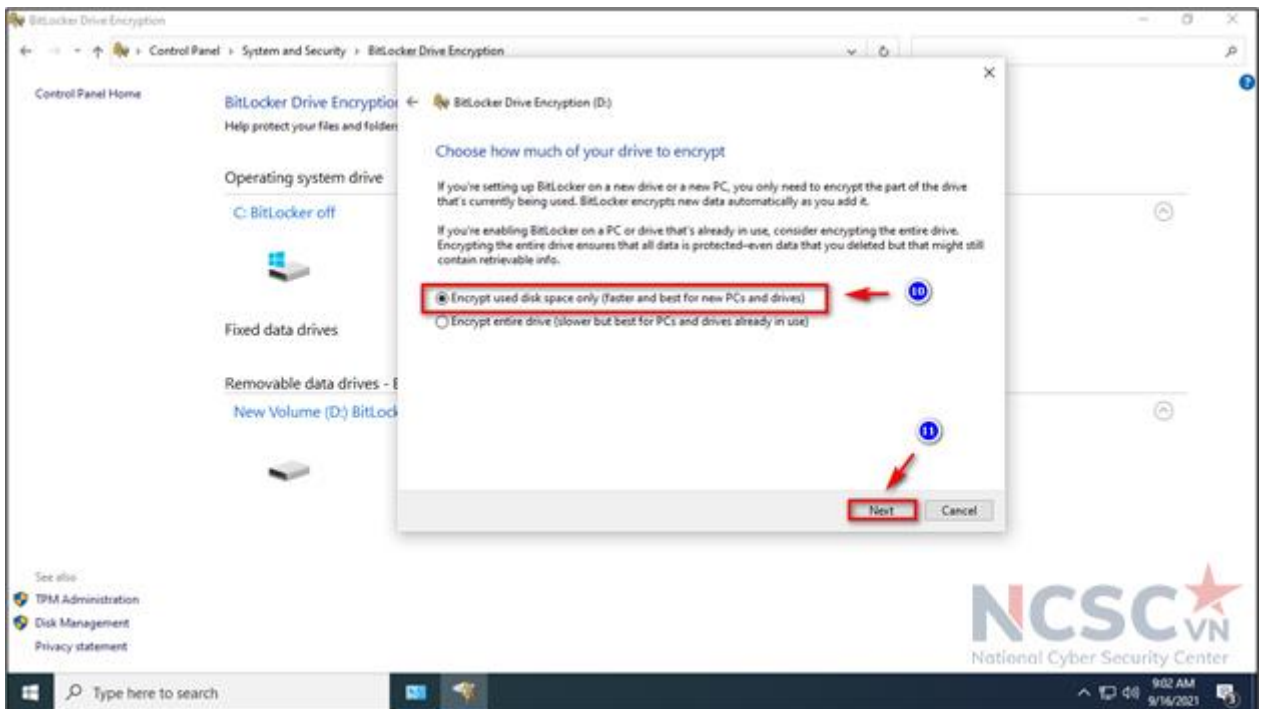 BitLocker Drive Encryption
Control Panel › System and Security › BitLocker Drive Encryption
Control Panel Home
BitLocker Drive Encryptio
Help protect your files and folder
Operating system drive
C: BitLocker off
Fixed data drives
Removable data drives -
New Volume (D:) BitLoc
BitLocker Drive Encryption (D:)
Choose how much of your drive to encrypt
If you're setting up BitLocker on a new drive or a new PC, you only need to encrypt the part of the drive
that's currently being used. BitLocker encrypts new data automatically as you add it.
If you're enabling BitLocker on a PC or drive that's already in use, consider encrypting the entire drive.
Encrypting the entire drive ensures that all data is protected–even data that you deleted but that might still
contain retrievable info.
Encrypt used disk space only (faster and best for new PCs and drives)
10
Encrypt entire drive (slower but best for PCs and drives already in use)
11
Next
Cancel
See also
TPM Administration
Disk Management
Privacy statement
NCSC VN
National Cyber Security Center
Type here to search
9:02 AM
9/16/2021